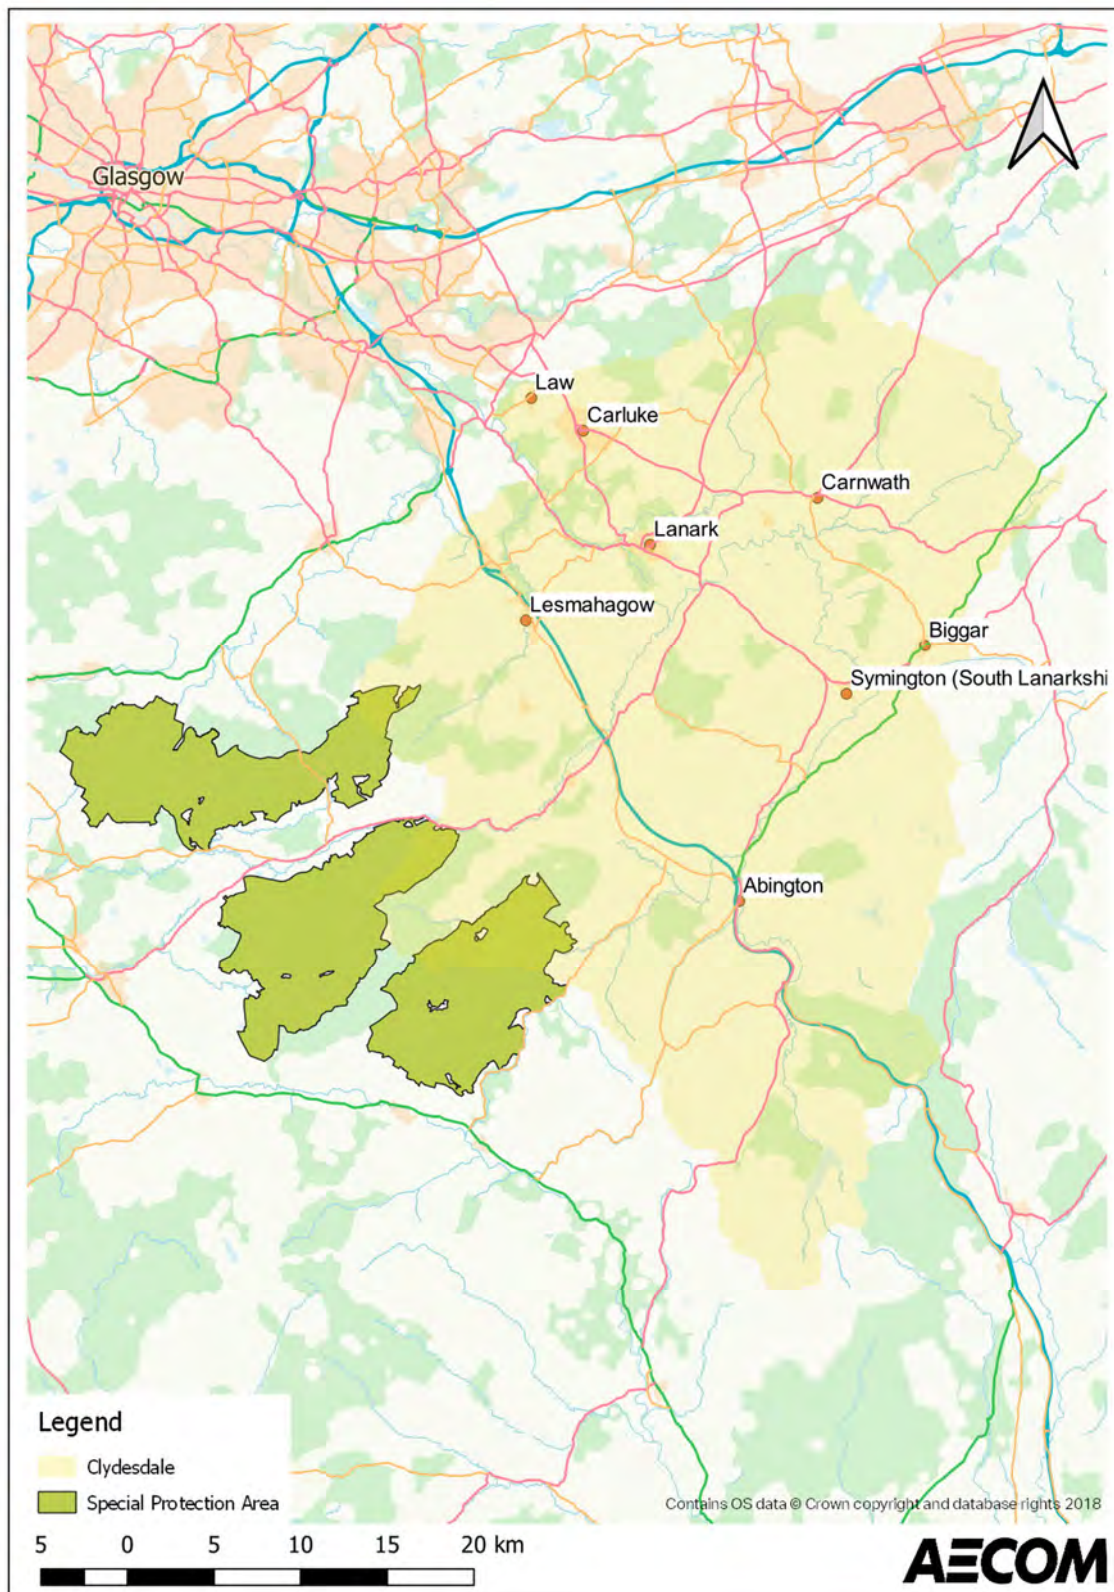 Glasgow
Law
Carluke
Carnwath
Lanark
Lesmahagow
Biggar
Symington (South Lanarkshi
Abington
Legend
Clydesdale
Special Protection Area
Contains OS data © Crown copyright and database rights 2018
5 0 5 10 15 20 km
AECOM